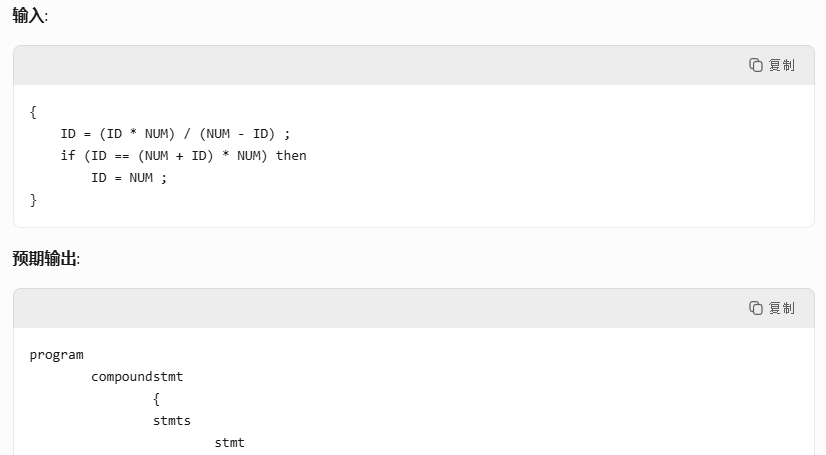 输入:
复制
{
    ID = (ID * NUM) / (NUM - ID) ;
    if (ID == (NUM + ID) * NUM) then
        ID = NUM ;
}
预期输出:
复制
program
        compoundstmt
                {
                stmts
                        stmt